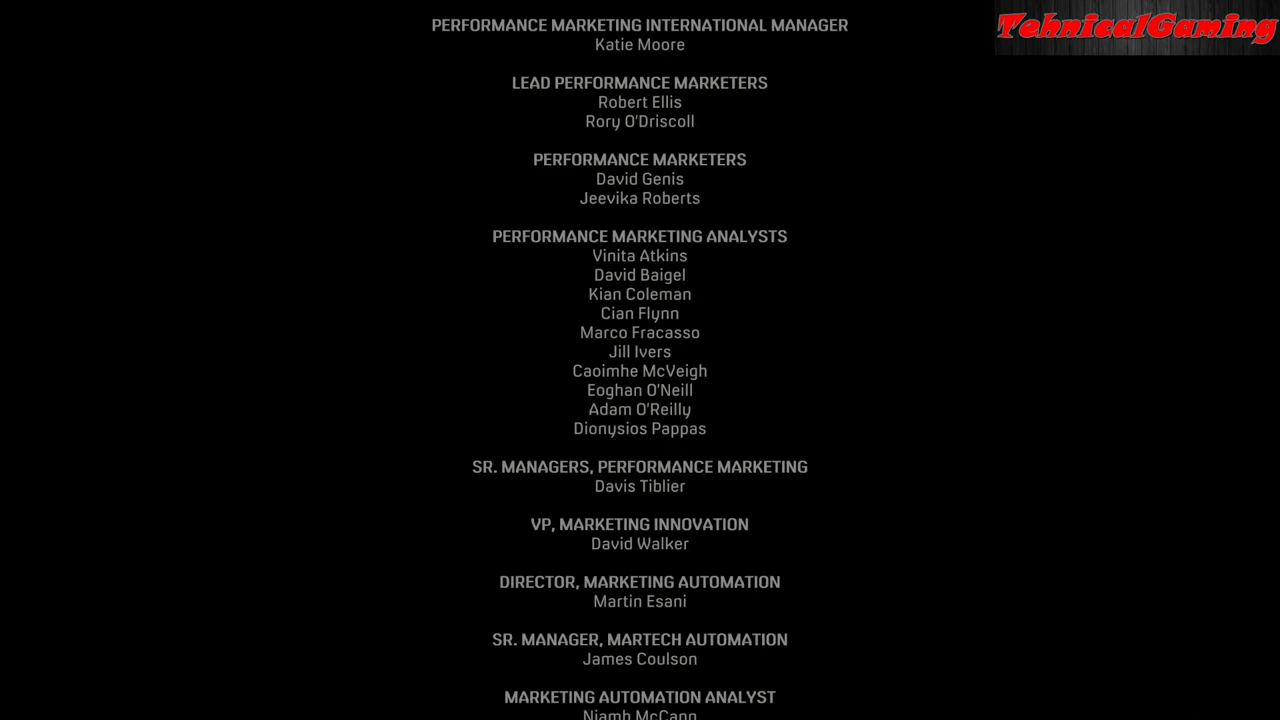 PERFORMANCE MARKETING INTERNATIONAL MANAGER
Katie Moore
TehnicalGaming
LEAD PERFORMANCE MARKETERS
Robert Ellis
Rory O'Driscoll
PERFORMANCE MARKETERS
David Genis
Jeevika Roberts
PERFORMANCE MARKETING ANALYSTS
Vinita Atkins
David Baigel
Kian Coleman
Cian Flynn
Marco Fracasso
Jill Ivers
Caoimhe McVeigh
Eoghan O'Neill
Adam O'Reilly
Dionysios Pappas
SR. MANAGERS, PERFORMANCE MARKETING
Davis Tiblier
VP, MARKETING INNOVATION
David Walker
DIRECTOR, MARKETING AUTOMATION
Martin Esani
SR. MANAGER, MARTECH AUTOMATION
James Coulson
MARKETING AUTOMATION ANALYST
Niamh McCann